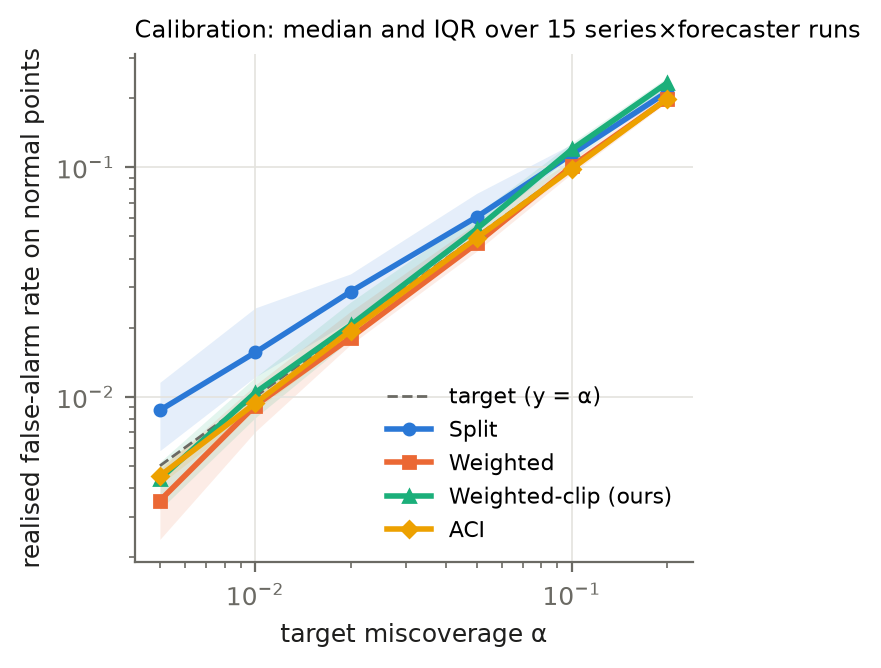 Calibration: median and IQR over 15 series×forecaster runs
realised false-alarm rate on normal points
10⁻¹
10⁻²
target (y = α)
Split
Weighted
Weighted-clip (ours)
ACI
10⁻² 10⁻¹
target miscoverage α